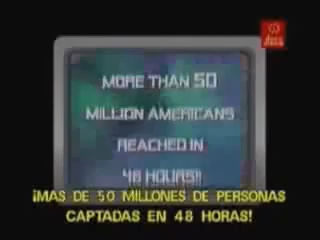 MORE THAN 50
MILLION AMERICANS
REACHED IN
48 HOURS!!
¡MAS DE 50 MILLONES DE PERSONAS
CAPTADAS EN 48 HORAS!